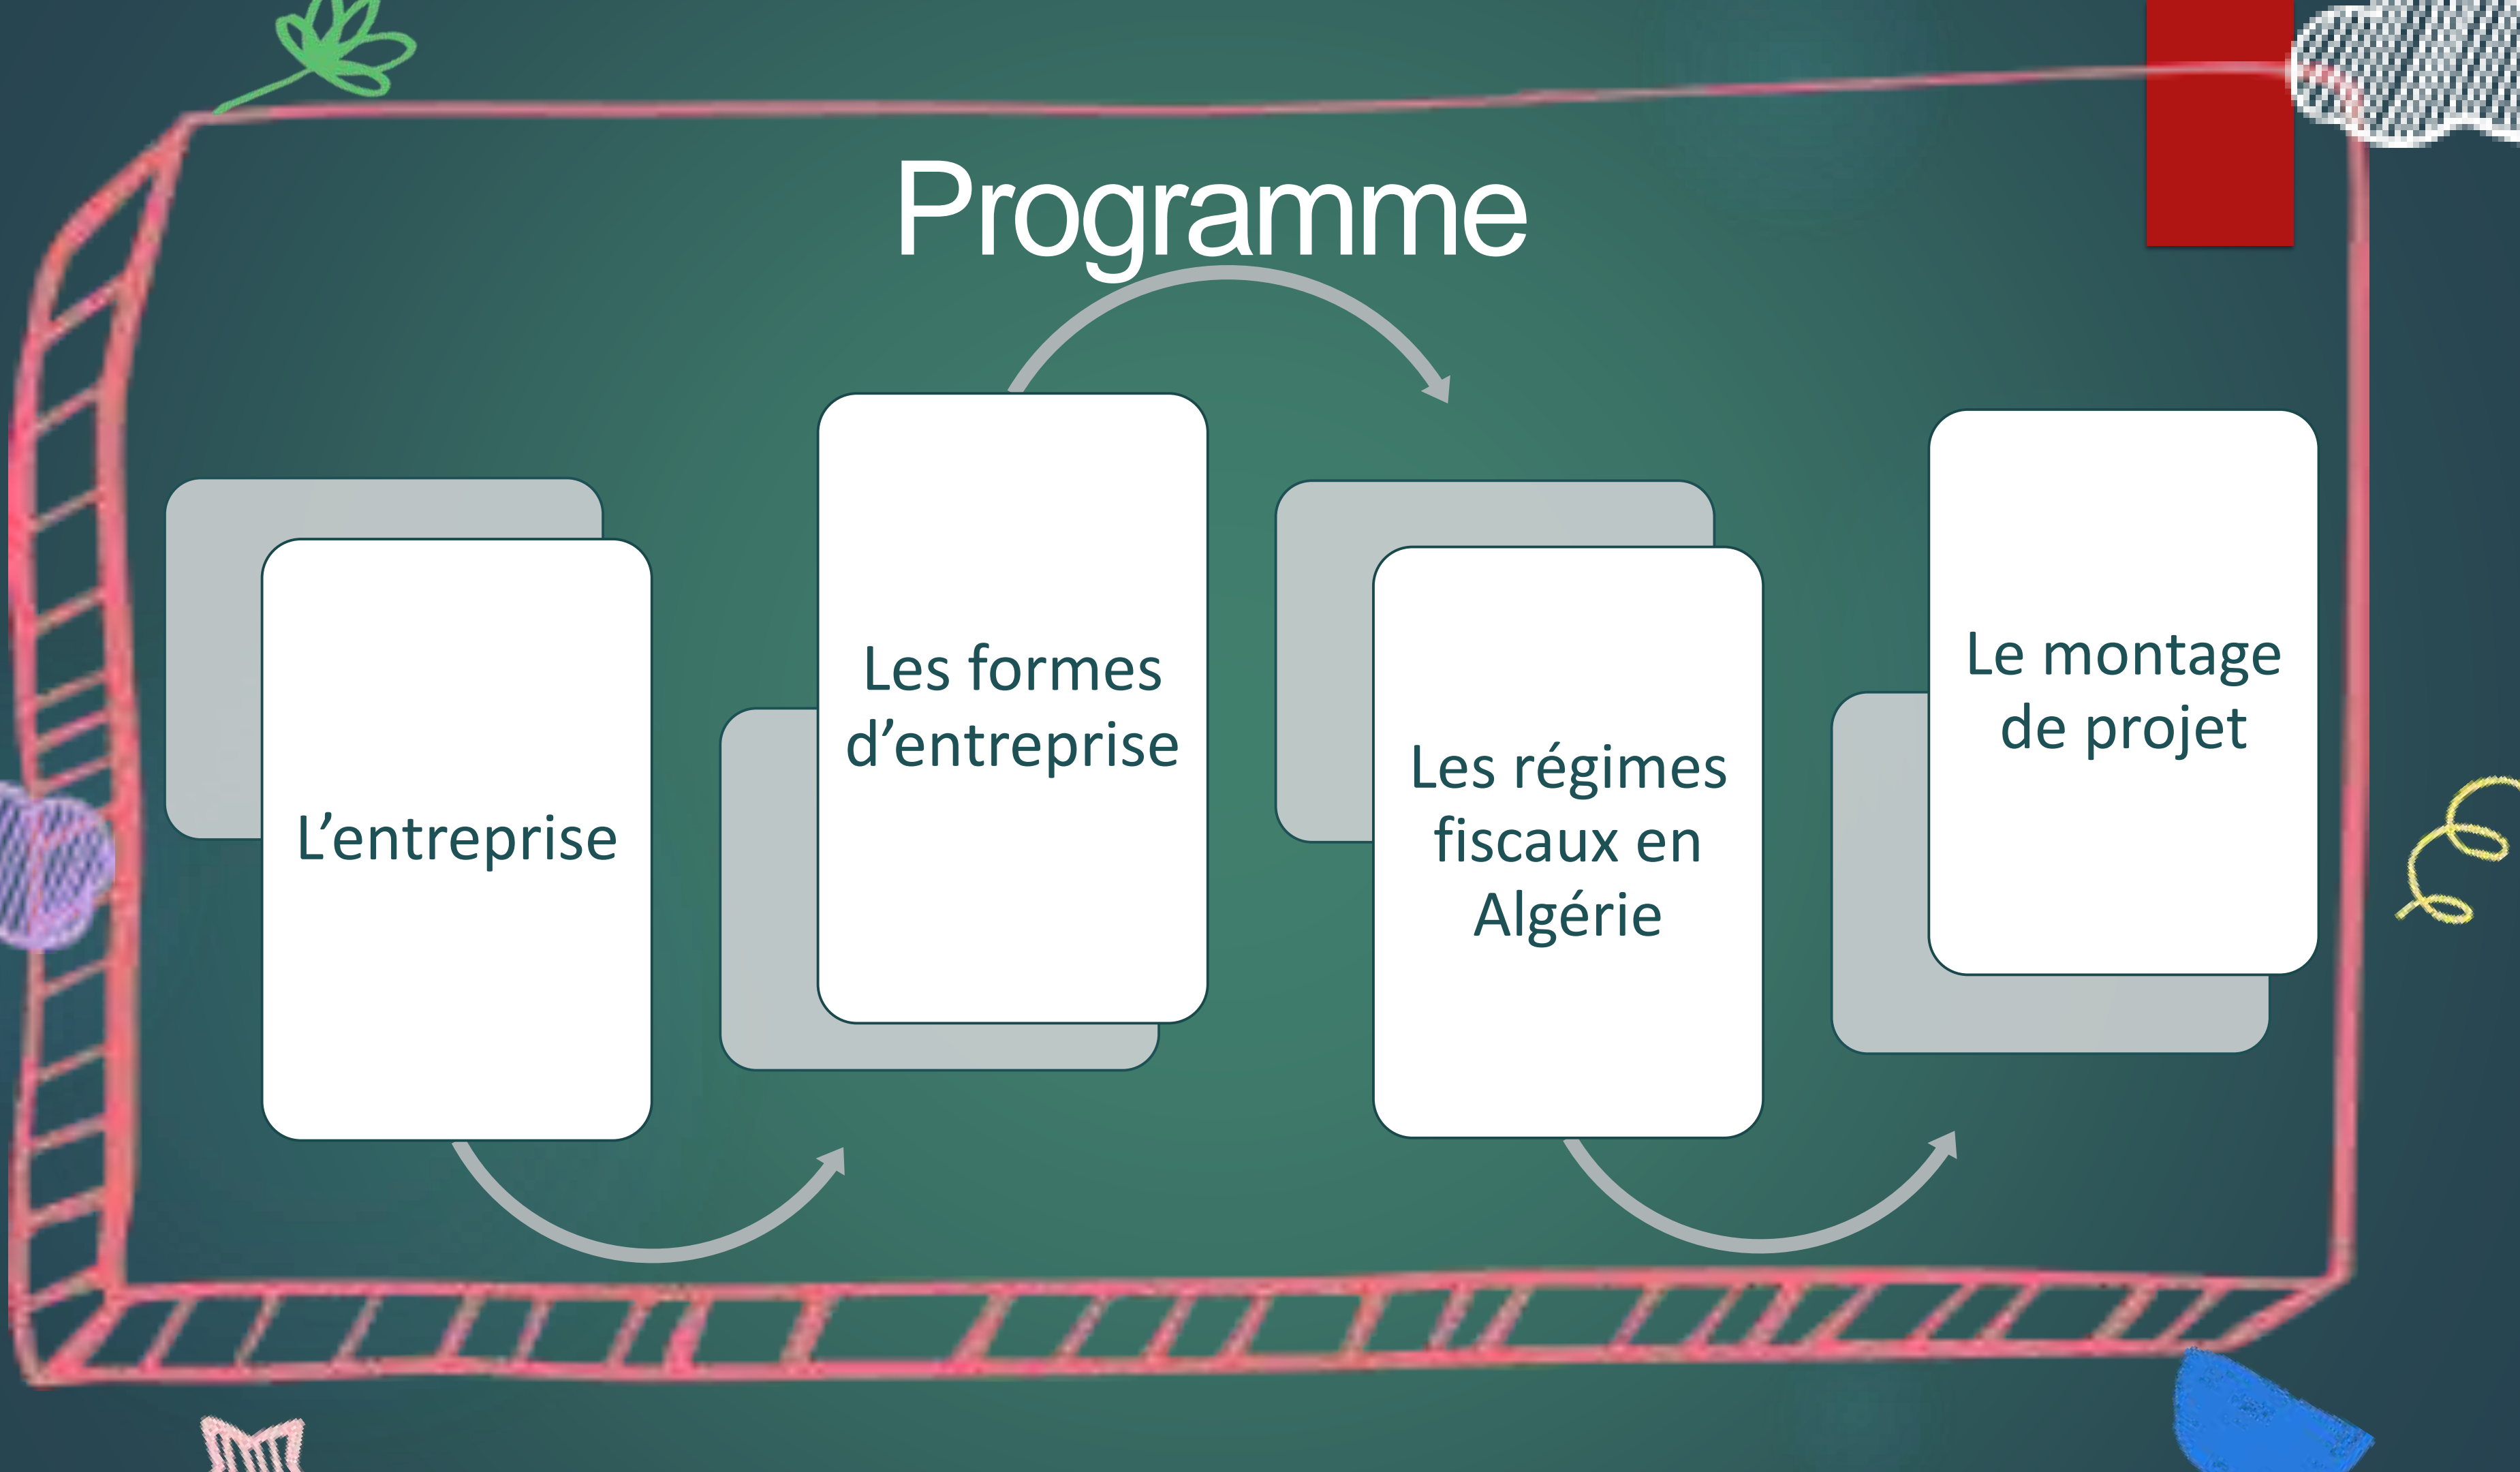 Programme
L’entreprise
Les formes
d’entreprise
Les régimes
fiscaux en
Algérie
Le montage
de projet